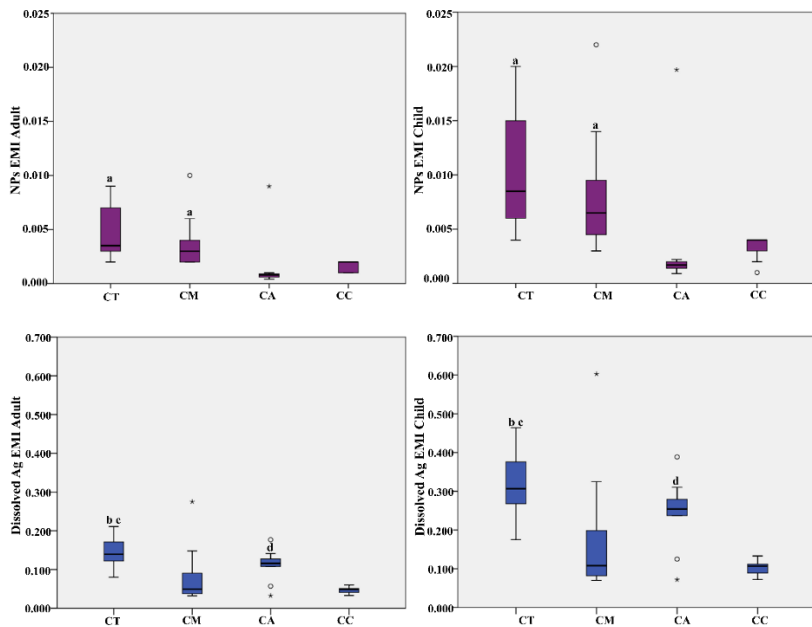 NPs EMI Adult
0.025
0.020
0.015
0.010
0.005
0.000
a
a
CT CM CA CC
NPs EMI Child
0.025
0.020
0.015
0.010
0.005
0.000
a
a
CT CM CA CC
Dissolved Ag EMI Adult
0.700
0.600
0.500
0.400
0.300
0.200
0.100
0.000
b c
d
CT CM CA CC
Dissolved Ag EMI Child
0.700
0.600
0.500
0.400
0.300
0.200
0.100
0.000
b c
d
CT CM CA CC